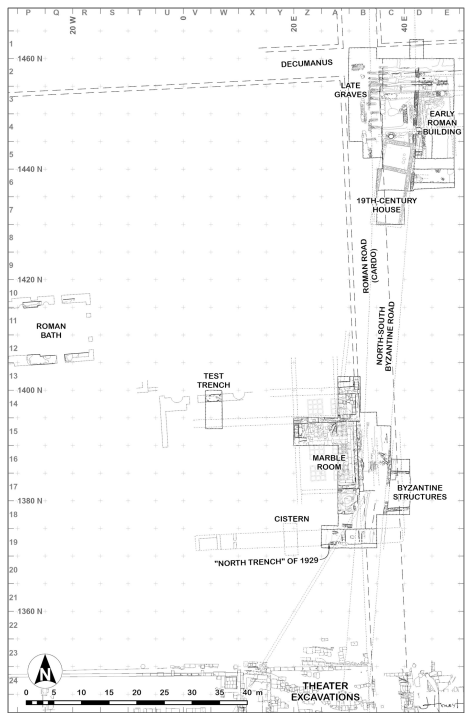 P Q R S T U V W X Y Z A B C D E
20 W
0
20 E
40 E
1
1460 N
2
3
4
5
1440 N
6
7
8
9
1420 N
10
11
12
13
1400 N
14
15
16
17
1380 N
18
19
20
21
1360 N
22
23
24
DECUMANUS
LATE
GRAVES
EARLY
ROMAN
BUILDING
19TH-CENTURY
HOUSE
ROMAN ROAD
(CARDO)
NORTH-SOUTH
BYZANTINE ROAD
ROMAN
BATH
TEST
TRENCH
MARBLE
ROOM
BYZANTINE
STRUCTURES
CISTERN
"NORTH TRENCH" OF 1929
THEATER
EXCAVATIONS
N
0 5 10 15 20 25 30 35 40 m